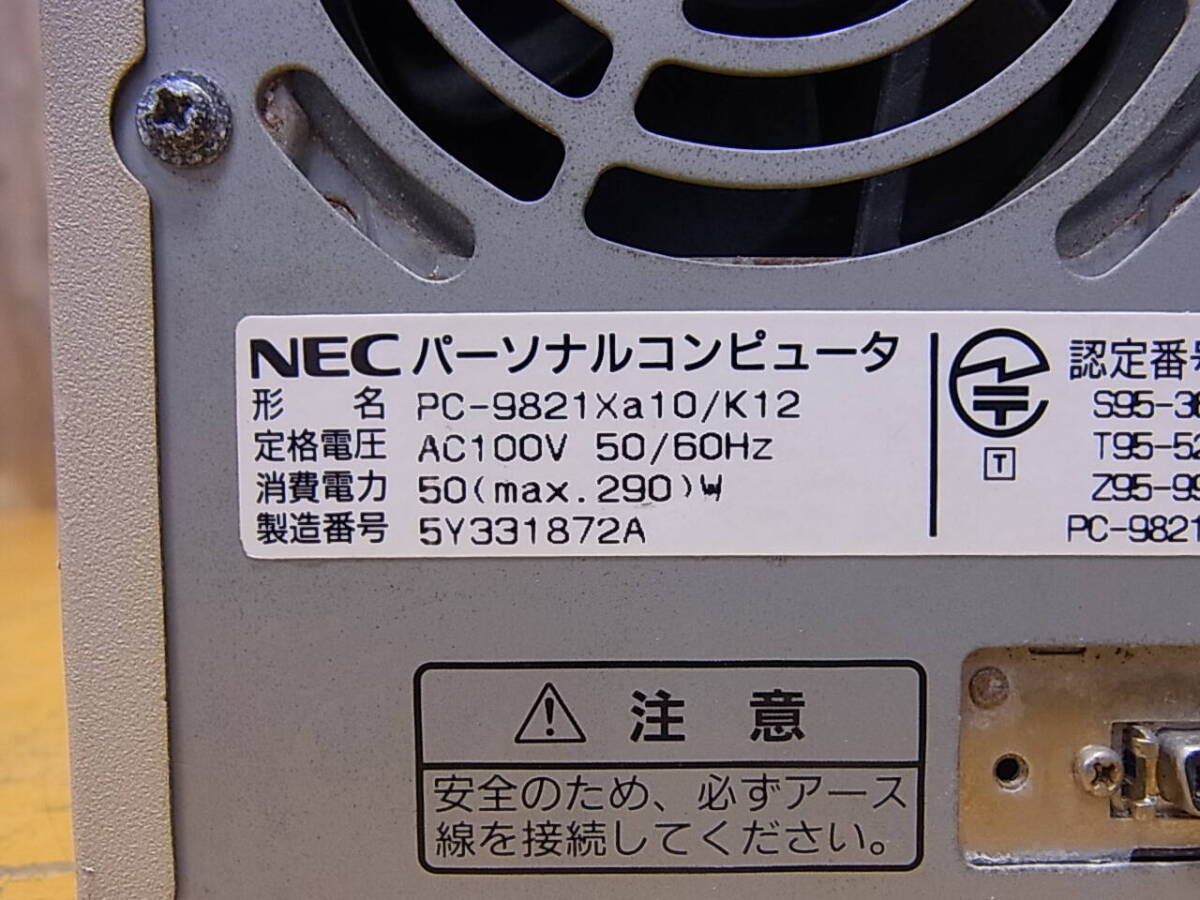 NEC パーソナルコンピュータ
形 名 PC-9821Xa10/K12
定格電圧 AC100V 50/60Hz
消費電力 50(max.290)W
製造番号 5Y331872A
T
認定番号
S95-36
T95-52
Z95-99
PC-9821
注 意
安全のため、必ずアース
線を接続してください。